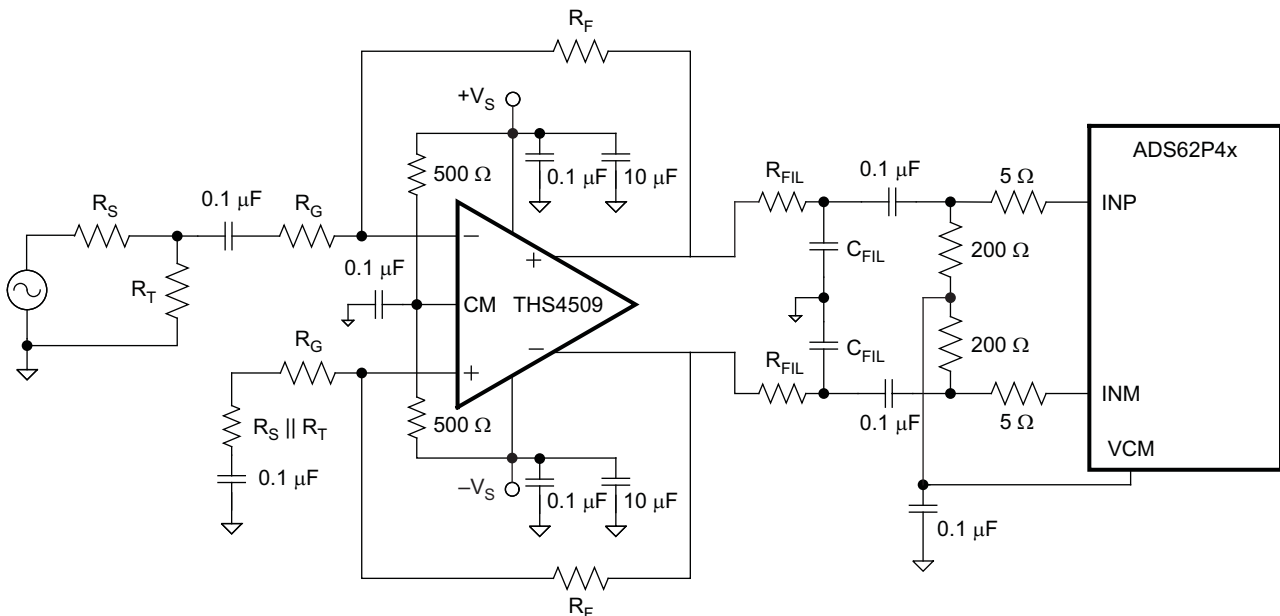 R_F
+V_S
500 Ω
0.1 µF
10 µF
R_S
0.1 µF
R_G
R_T
0.1 µF
CM
THS4509
−
+
+
−
R_G
R_S || R_T
0.1 µF
500 Ω
−V_S
0.1 µF
10 µF
R_F
R_FIL
0.1 µF
5 Ω
C_FIL
200 Ω
C_FIL
200 Ω
R_FIL
0.1 µF
5 Ω
ADS62P4x
INP
INM
VCM
0.1 µF